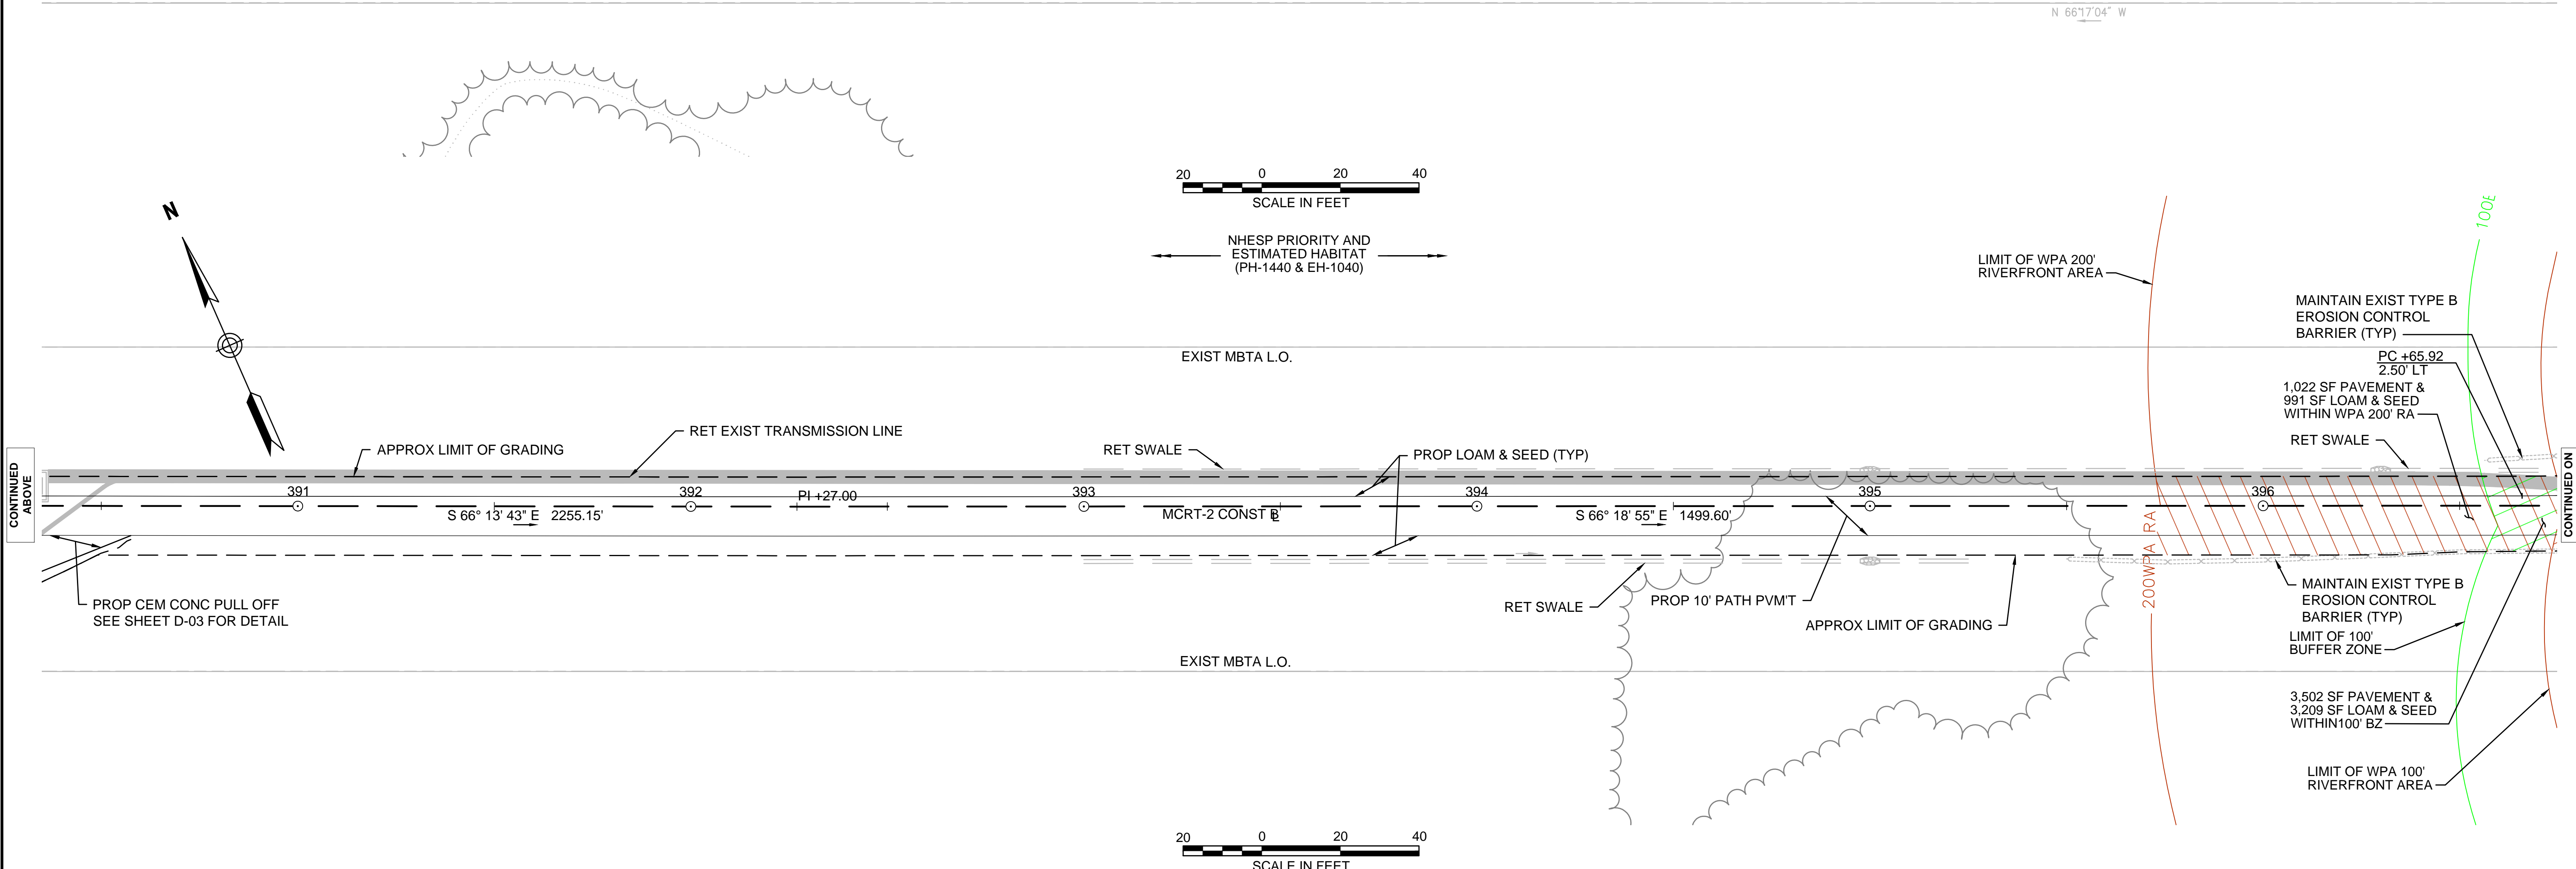 N 66°17'04" W
20 0 20 40
SCALE IN FEET
N
NHESP PRIORITY AND
ESTIMATED HABITAT
(PH-1440 & EH-1040)
LIMIT OF WPA 200'
RIVERFRONT AREA
100B
MAINTAIN EXIST TYPE B
EROSION CONTROL
BARRIER (TYP)
EXIST MBTA L.O.
PC +65.92
2.50' LT
1,022 SF PAVEMENT &
991 SF LOAM & SEED
WITHIN WPA 200' RA
RET SWALE
CONTINUED
ABOVE
APPROX LIMIT OF GRADING
RET EXIST TRANSMISSION LINE
RET SWALE
PROP LOAM & SEED (TYP)
CONTINUED ON
391
392
PI +27.00
393
394
395
396
S 66° 13' 43" E 2255.15'
MCRT-2 CONST B
L
S 66° 18' 55" E 1499.60'
200WPA RA
PROP CEM CONC PULL OFF
SEE SHEET D-03 FOR DETAIL
RET SWALE
PROP 10' PATH PVM'T
APPROX LIMIT OF GRADING
MAINTAIN EXIST TYPE B
EROSION CONTROL
BARRIER (TYP)
LIMIT OF 100'
BUFFER ZONE
EXIST MBTA L.O.
3,502 SF PAVEMENT &
3,209 SF LOAM & SEED
WITHIN100' BZ
LIMIT OF WPA 100'
RIVERFRONT AREA
20 0 20 40
SCALE IN FEET